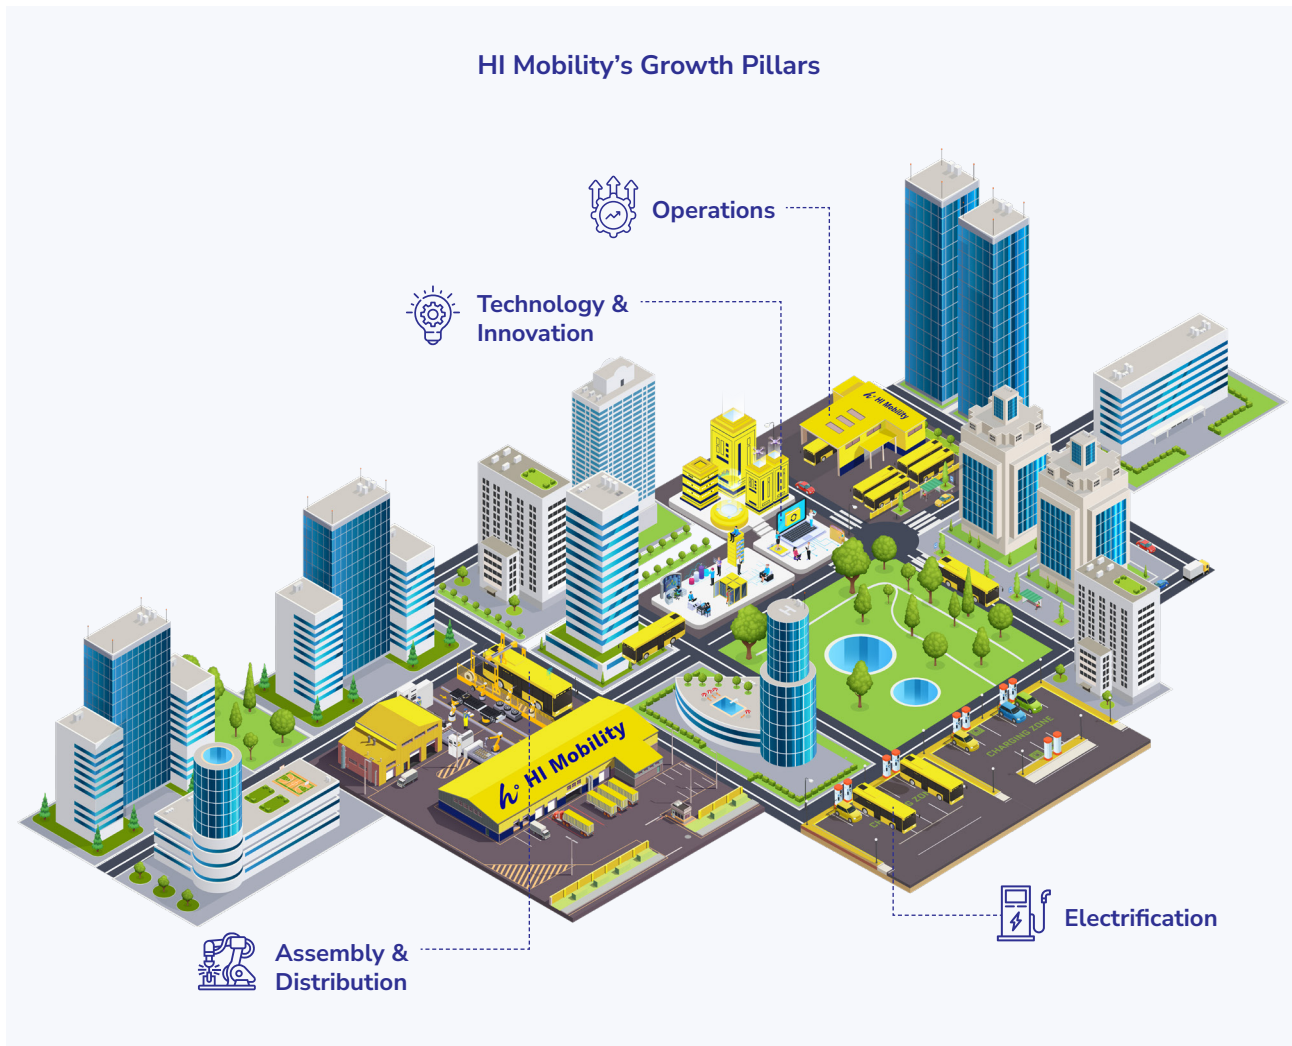 HI Mobility’s Growth Pillars
Operations
Technology &
Innovation
HI Mobility
HI Mobility
CHARGING ZONE
Electrification
Assembly &
Distribution